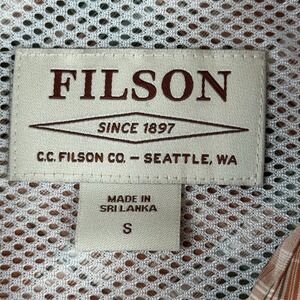 FILSON
SINCE 1897
C.C. FILSON CO. – SEATTLE, WA
MADE IN
SRI LANKA
S